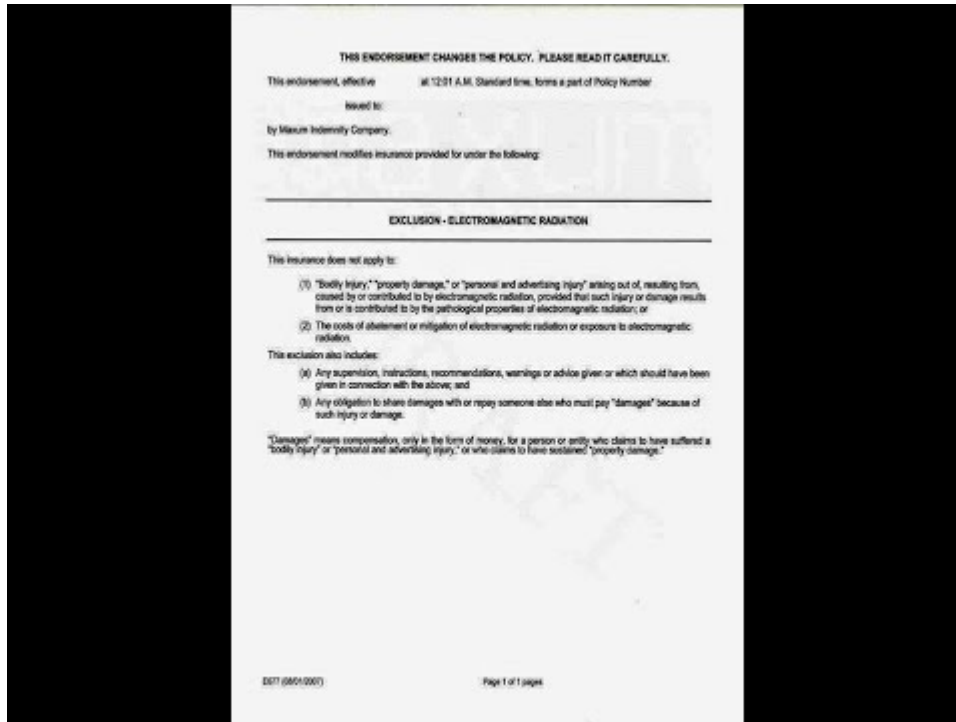 THIS ENDORSEMENT CHANGES THE POLICY. PLEASE READ IT CAREFULLY.
This endorsement, effective at 12:01 A.M. Standard time, forms a part of Policy Number
issued to:
by Maxum Indemnity Company.
This endorsement modifies insurance provided for under the following:
EXCLUSION - ELECTROMAGNETIC RADIATION
This insurance does not apply to:
(1) "Bodily injury," "property damage," or "personal and advertising injury" arising out of, resulting from,
caused by or contributed to by electromagnetic radiation, provided that such injury or damage results
from or is contributed to by the pathological properties of electromagnetic radiation; or
(2) The costs of abatement or mitigation of electromagnetic radiation or exposure to electromagnetic
radiation.
This exclusion also includes:
(a) Any supervision, instructions, recommendations, warnings or advice given or which should have been
given in connection with the above; and
(b) Any obligation to share damages with or repay someone else who must pay "damages" because of
such injury or damage.
"Damages" means compensation, only in the form of money, for a person or entity who claims to have suffered a
"bodily injury" or "personal and advertising injury," or who claims to have sustained "property damage."
E577 (08/01/2007) Page 1 of 1 pages